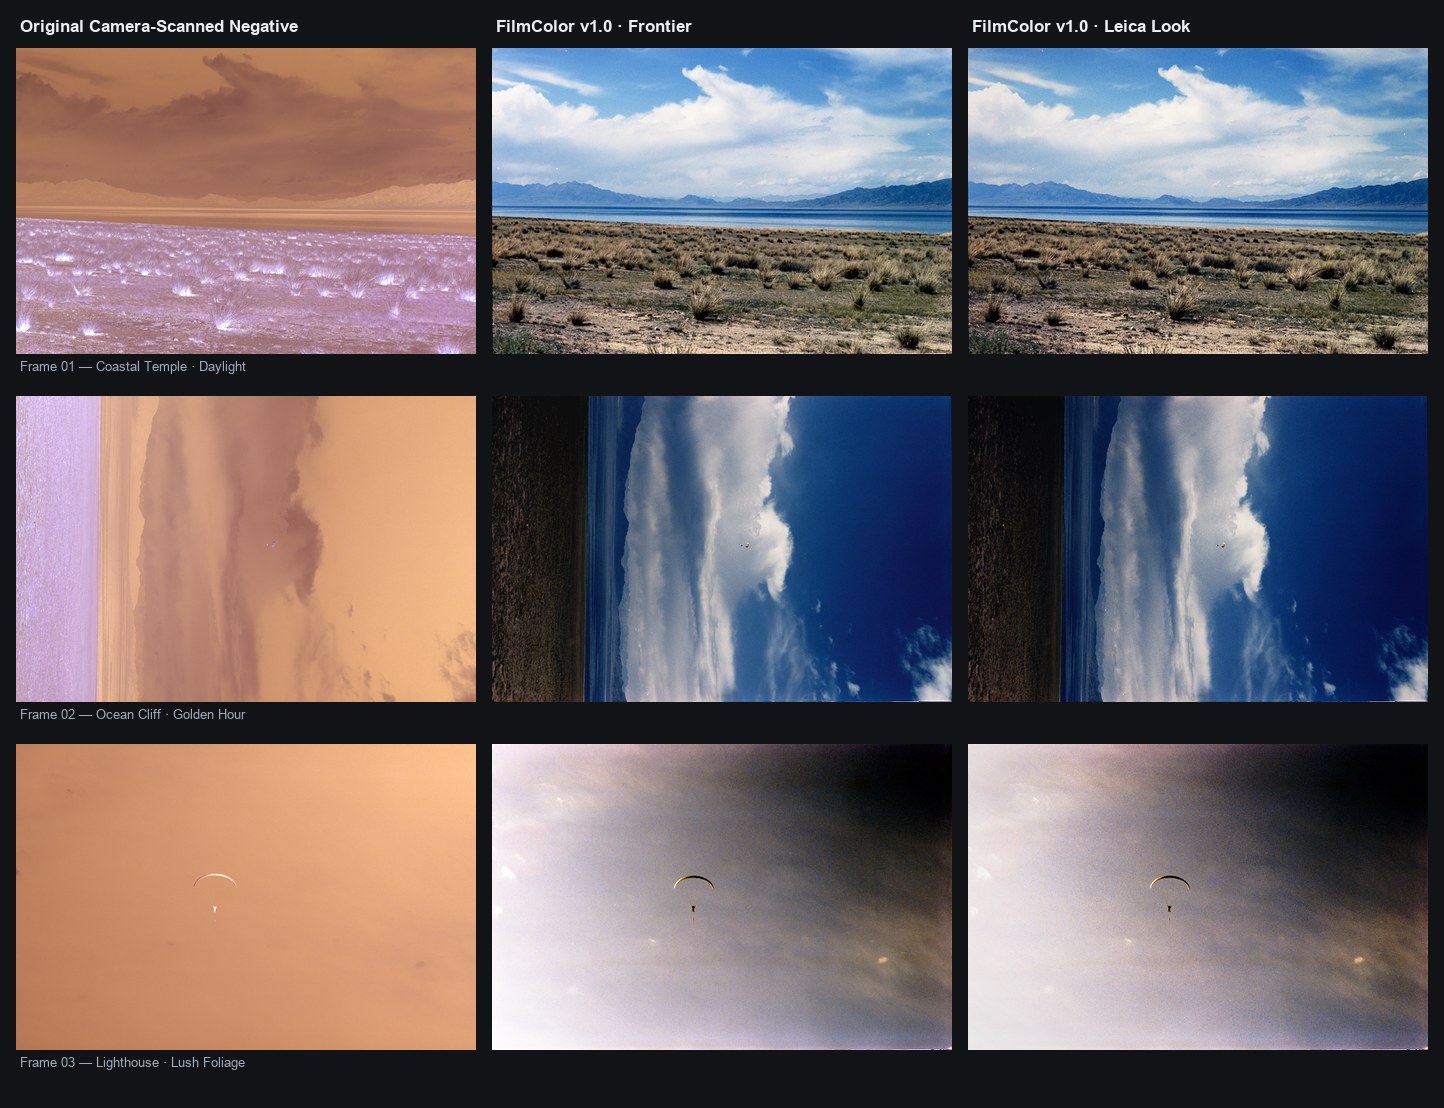 Original Camera-Scanned Negative
FilmColor v1.0 · Frontier
FilmColor v1.0 · Leica Look
Frame 01 — Coastal Temple · Daylight
Frame 02 — Ocean Cliff · Golden Hour
Frame 03 — Lighthouse · Lush Foliage